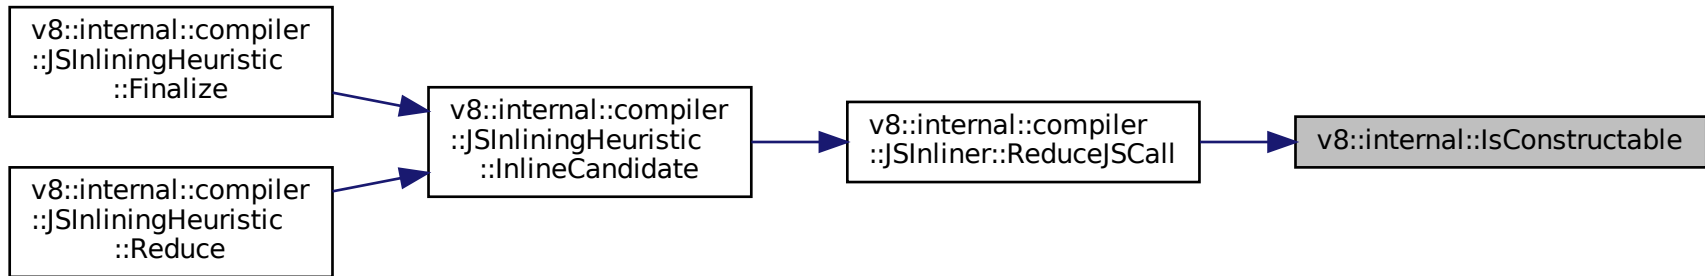 v8::internal::compiler
::JSInliningHeuristic
::Finalize
v8::internal::compiler
::JSInliningHeuristic
::Reduce
v8::internal::compiler
::JSInliningHeuristic
::InlineCandidate
v8::internal::compiler
::JSInliner::ReduceJSCall
v8::internal::IsConstructable